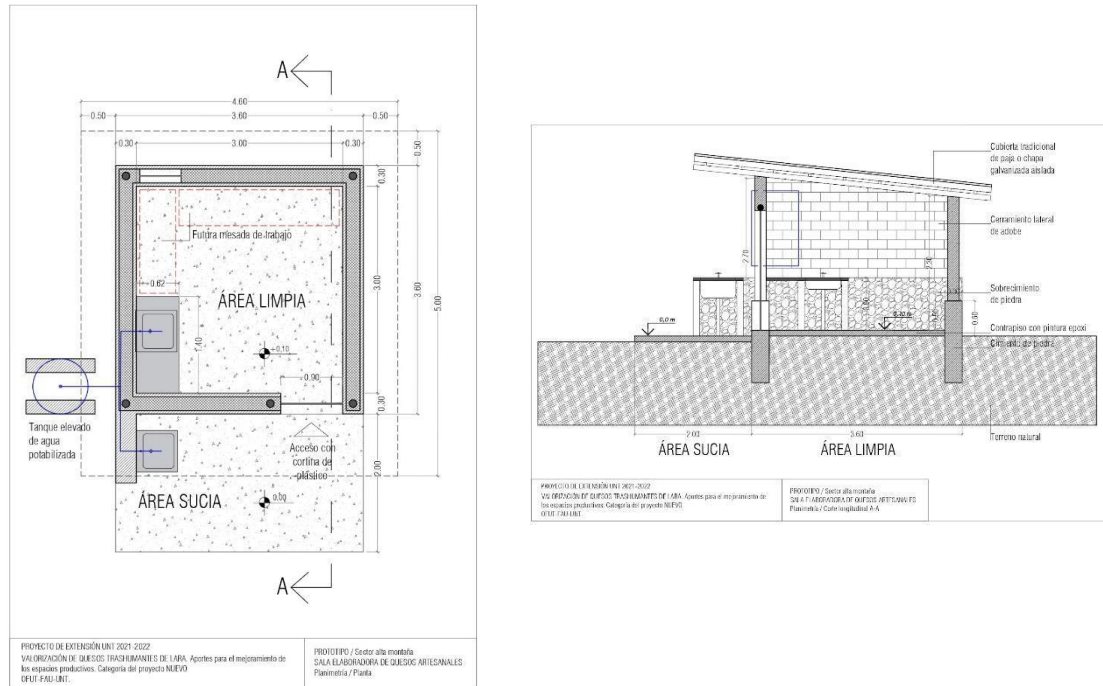 A
4.60
0.50 3.60 0.50
0.30 3.00 0.30
0.50
0.30
Futura mesada de trabajo
0.62
ÁREA LIMPIA
3.00
3.60
5.00
1.40
+0,10
0.90
0.30
Tanque elevado
de agua
potabilizada
Acceso con
cortina de
plástico
2.00
ÁREA SUCIA
0.00
A
PROYECTO DE EXTENSIÓN UNT 2021-2022
VALORIZACIÓN DE QUESOS TRASHUMANTES DE LARA. Aportes para el mejoramiento de
los espacios productivos. Categoría del proyecto NUEVO
OFUT-FAU-UNT.
PROTOTIPO / Sector alta montaña
SALA ELABORADORA DE QUESOS ARTESANALES
Planimetría / Planta
Cubierta tradicional
de paja o chapa
galvanizada aislada
Cerramiento lateral
de adobe
2.70
2.30
Sobrecimiento
de piedra
0.60
0,0 m
Contrapiso con pintura epoxi
Cimiento de piedra
2.00
3.60
Terreno natural
ÁREA SUCIA
ÁREA LIMPIA
PROYECTO DE EXTENSIÓN UNT 2021-2022
VALORIZACIÓN DE QUESOS TRASHUMANTES DE LARA. Aportes para el mejoramiento de
los espacios productivos. Categoría del proyecto NUEVO
OFUT-FAU-UNT.
PROTOTIPO / Sector alta montaña
SALA ELABORADORA DE QUESOS ARTESANALES
Planimetría / Corte longitudinal A-A